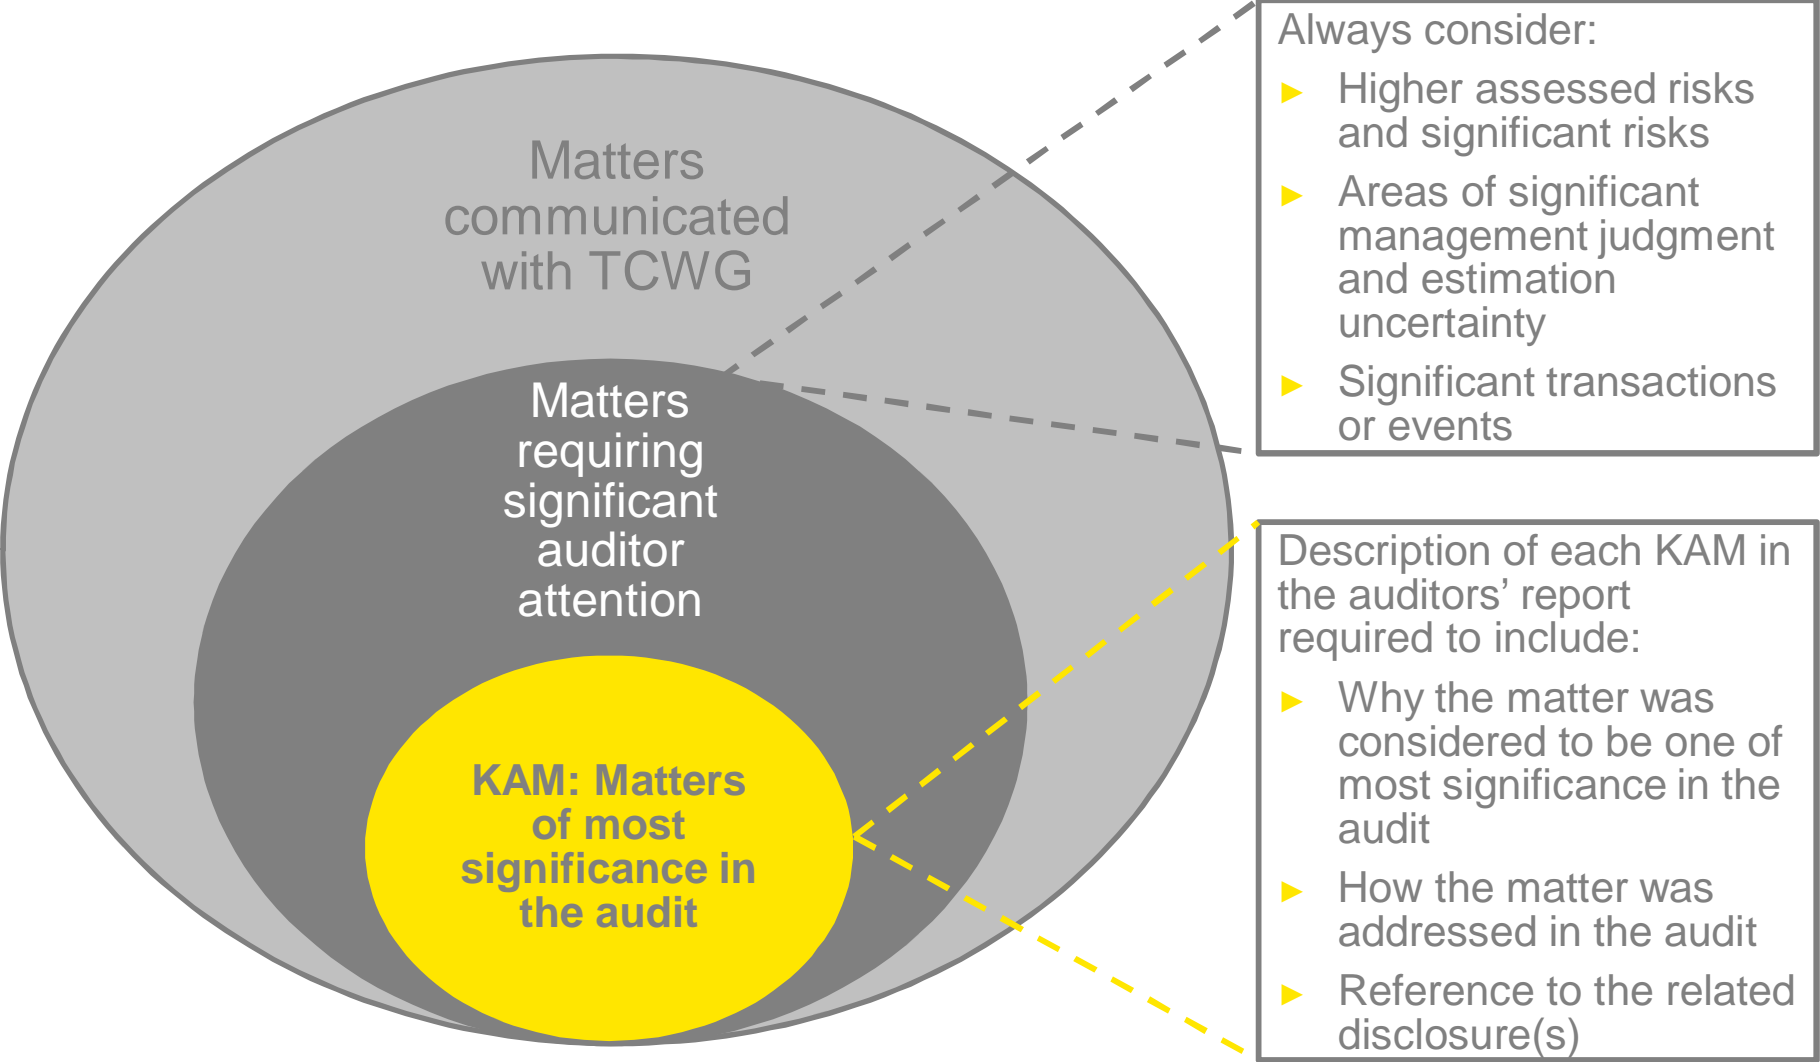 Matters
communicated
with TCWG
Matters
requiring
significant
auditor
attention
KAM: Matters
of most
significance in
the audit
Always consider:
► Higher assessed risks
and significant risks
► Areas of significant
management judgment
and estimation
uncertainty
► Significant transactions
or events
Description of each KAM in
the auditors’ report
required to include:
► Why the matter was
considered to be one of
most significance in the
audit
► How the matter was
addressed in the audit
► Reference to the related
disclosure(s)